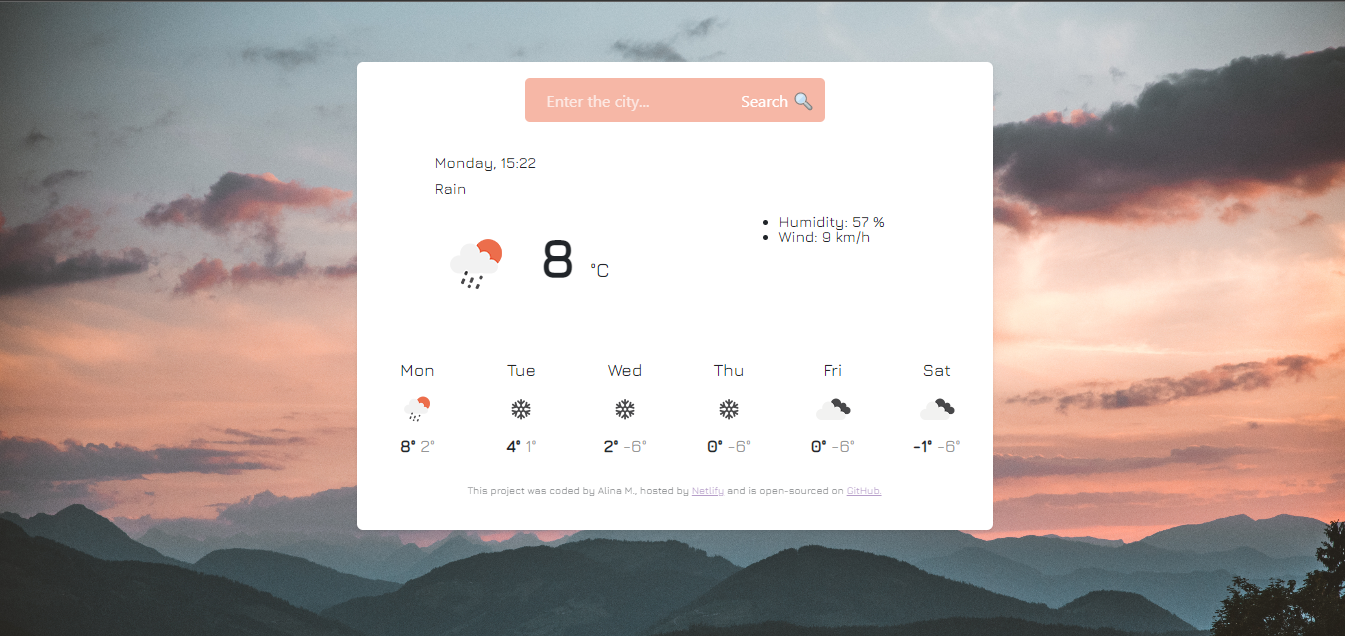 Enter the city... Search
Monday, 15:22
Rain
8 °C
Humidity: 57 %
Wind: 9 km/h
Mon Tue Wed Thu Fri Sat
8° 2° 4° 1° 2° -6° 0° -6° 0° -6° -1° -6°
This project was coded by Alina M., hosted by Netlify and is open-sourced on GitHub.